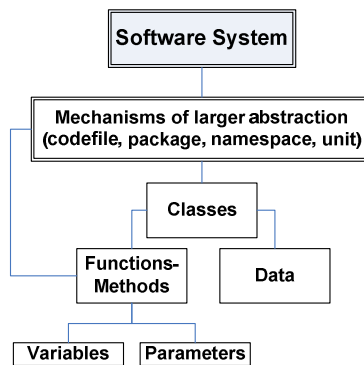 Software System
Mechanisms of larger abstraction
(codefile, package, namespace, unit)
Classes
Functions-
Methods
Data
Variables
Parameters